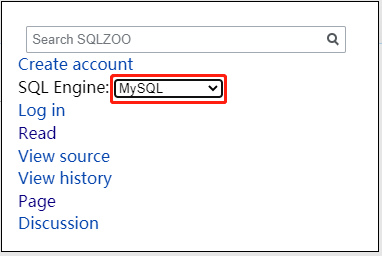 Search SQLZOO
Create account
SQL Engine: MySQL
Log in
Read
View source
View history
Page
Discussion